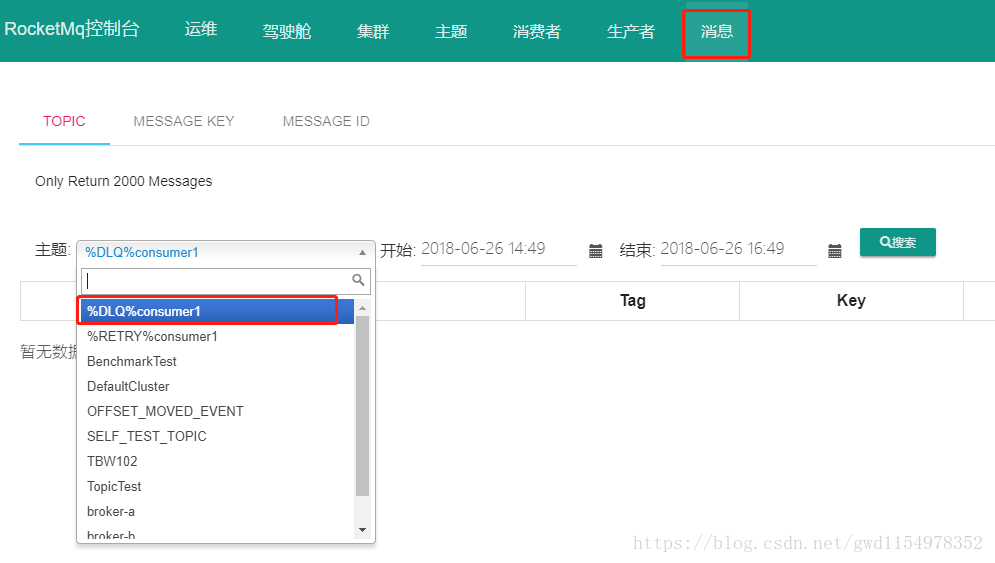 RocketMq控制台 运维 驾驶舱 集群 主题 消费者 生产者 消息
TOPIC MESSAGE KEY MESSAGE ID
Only Return 2000 Messages
主题: %DLQ%consumer1 开始: 2018-06-26 14:49 结束: 2018-06-26 16:49 搜索
Tag Key
%DLQ%consumer1
%RETRY%consumer1
暂无数据
BenchmarkTest
DefaultCluster
OFFSET_MOVED_EVENT
SELF_TEST_TOPIC
TBW102
TopicTest
broker-a
broker-b
https://blog.csdn.net/gwd1154978352